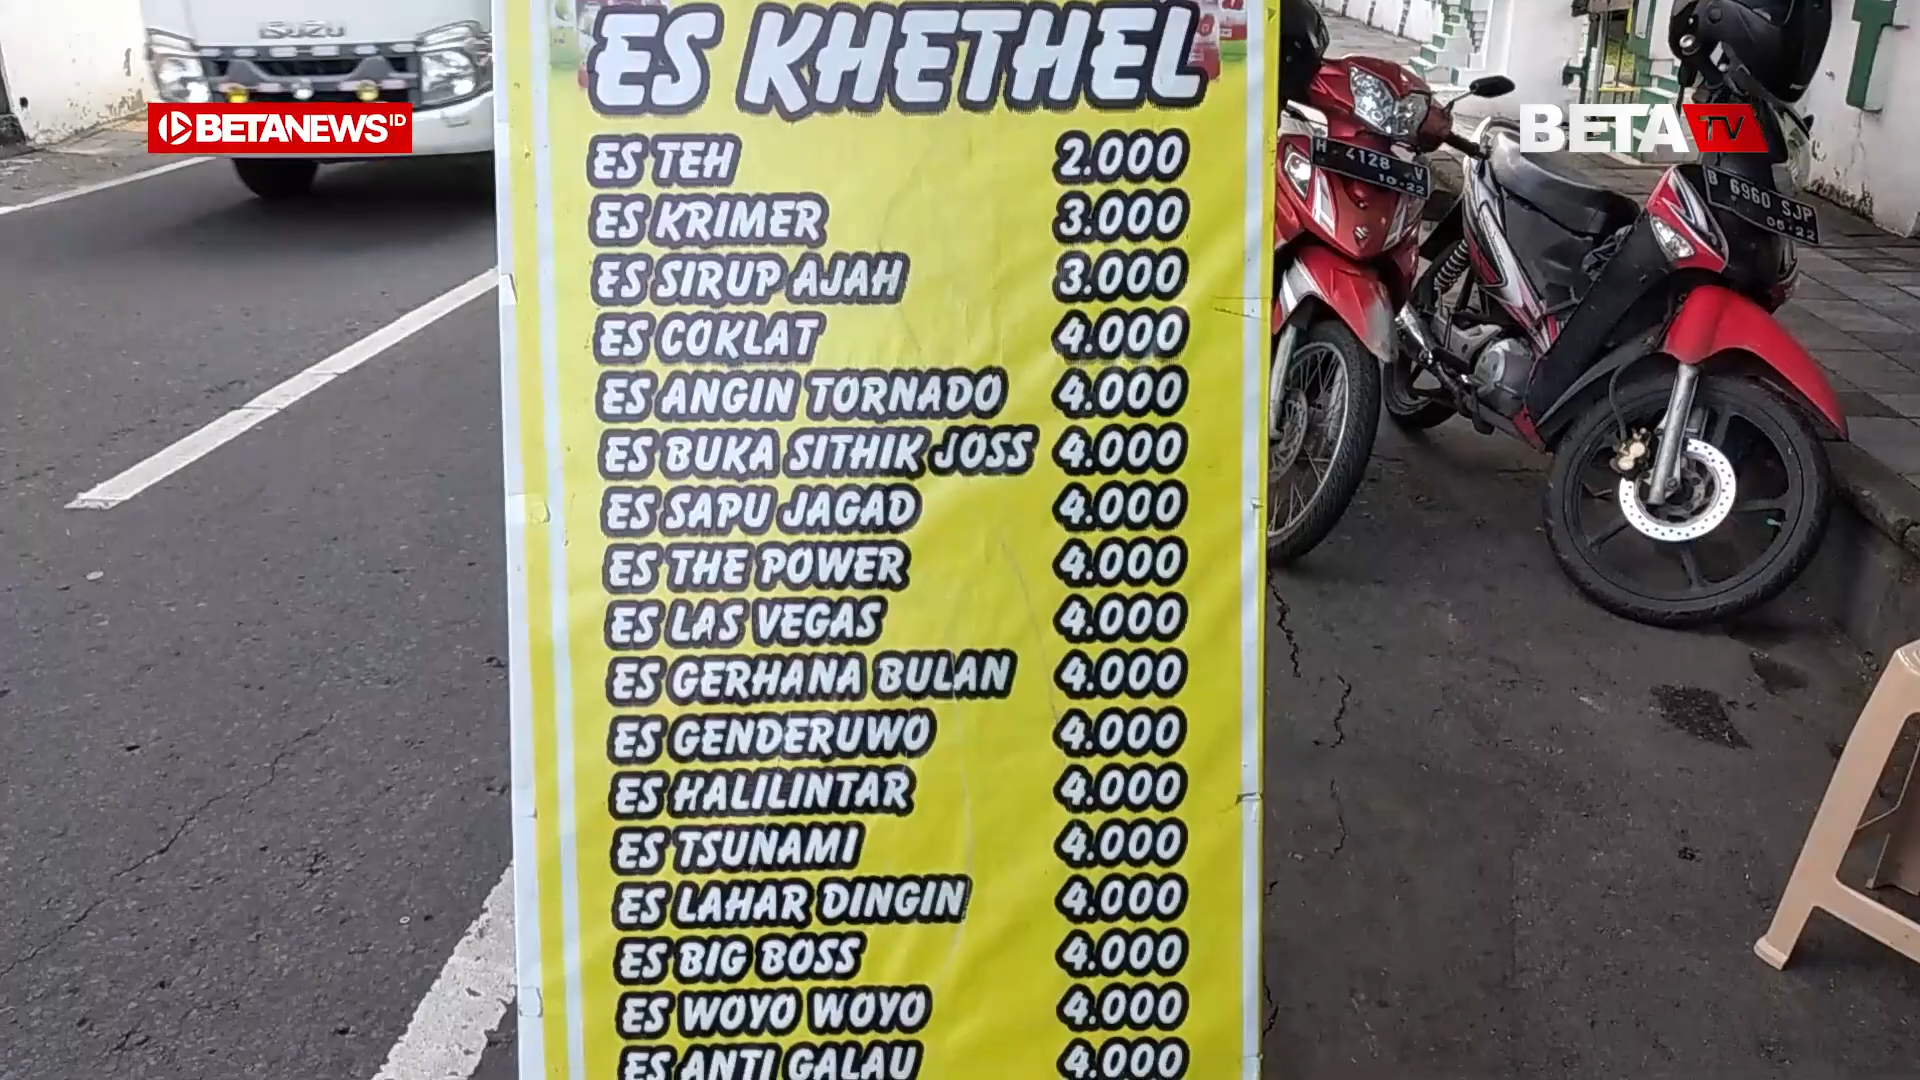 ISUZU
BETANEWS ID
BETA TV
ES KHETHEL
ES TEH 2.000
ES KRIMER 3.000
ES SIRUP AJAH 3.000
ES COKLAT 4.000
ES ANGIN TORNADO 4.000
ES BUKA SITHIK JOSS 4.000
ES SAPU JAGAD 4.000
ES THE POWER 4.000
ES LAS VEGAS 4.000
ES GERHANA BULAN 4.000
ES GENDERUWO 4.000
ES HALILINTAR 4.000
ES TSUNAMI 4.000
ES LAHAR DINGIN 4.000
ES BIG BOSS 4.000
ES WOYO WOYO 4.000
ES ANTI GALAU 4.000
H 4128 V
10·22
B 6960 SJP
05·22